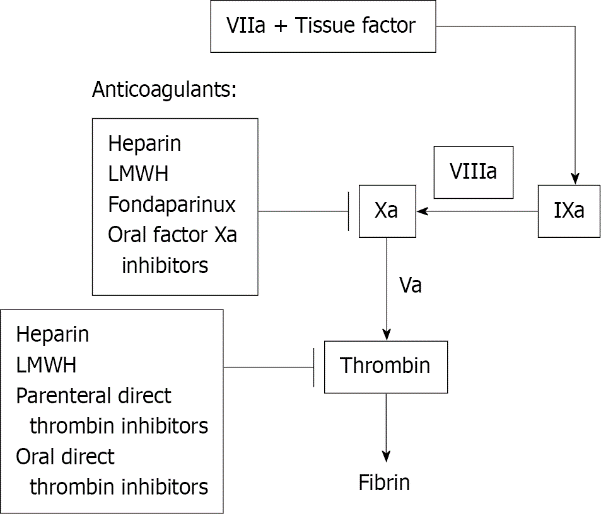 VIIa + Tissue factor
Anticoagulants:
Heparin
LMWH
Fondaparinux
Oral factor Xa
inhibitors
VIIIa
Xa
IXa
Va
Heparin
LMWH
Parenteral direct
thrombin inhibitors
Oral direct
thrombin inhibitors
Thrombin
Fibrin